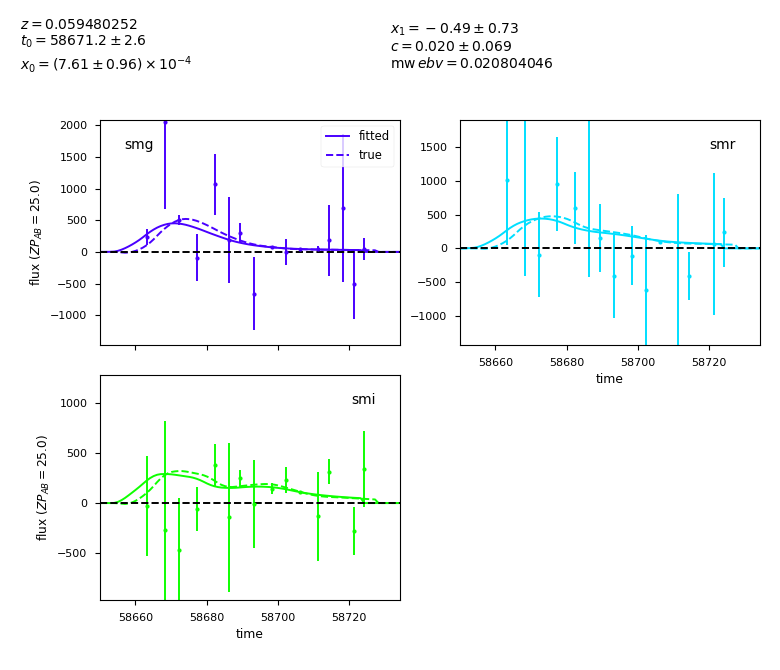 z = 0.059480252
t₀ = 58671.2 ± 2.6
x₀ = (7.61 ± 0.96) × 10⁻⁴
x₁ = −0.49 ± 0.73
c = 0.020 ± 0.069
mw ebv = 0.020804046
smg
fitted
true
2000
1500
1000
500
0
−500
−1000
flux (ZP_AB = 25.0)
smr
1500
1000
500
0
−500
−1000
58660 58680 58700 58720
time
smi
1000
500
0
−500
flux (ZP_AB = 25.0)
58660 58680 58700 58720
time